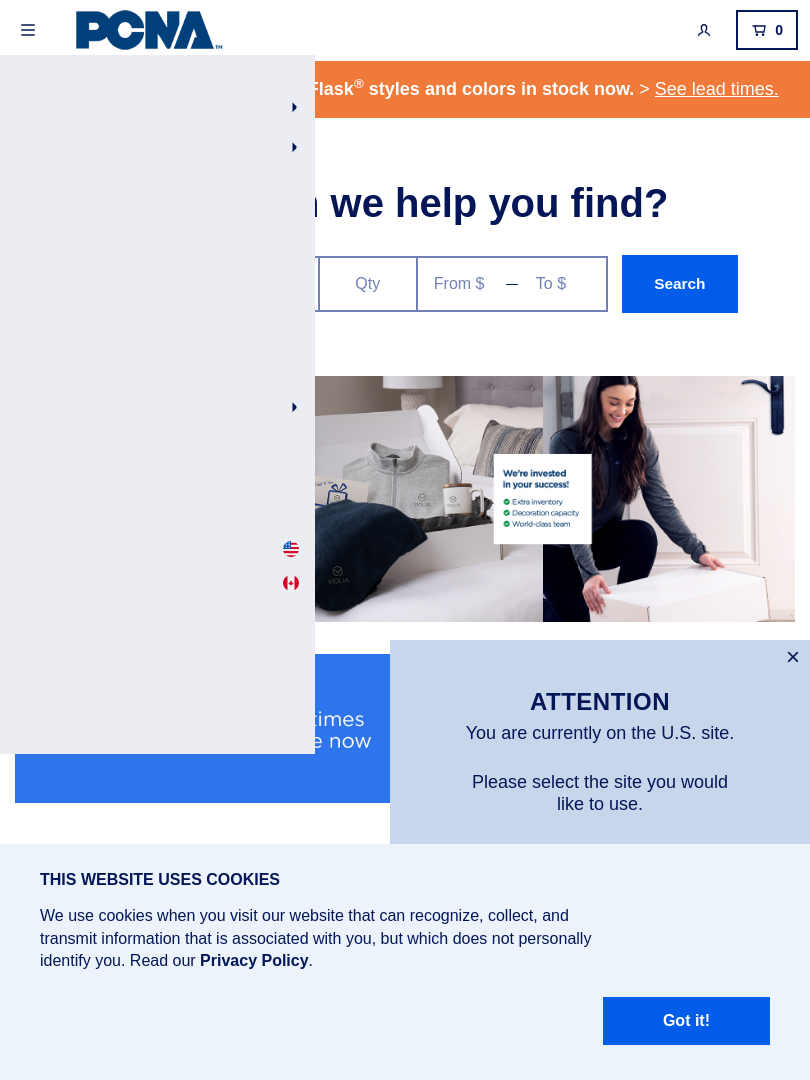 PCNA™
0
Flask® styles and colors in stock now. > See lead times.
we help you find?
Qty
From $ — To $
Search
We're invested
in your success!
Extra inventory
Decoration capacity
World-class team
VIOLIA
times
now
ATTENTION
You are currently on the U.S. site.
Please select the site you would
like to use.
THIS WEBSITE USES COOKIES
We use cookies when you visit our website that can recognize, collect, and
transmit information that is associated with you, but which does not personally
identify you. Read our Privacy Policy.
Got it!